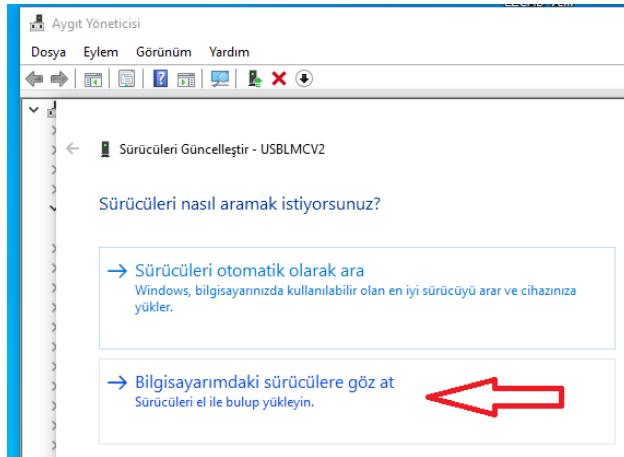 Aygıt Yöneticisi
Dosya Eylem Görünüm Yardım
Sürücüleri Güncelleştir - USBLMCV2
Sürücüleri nasıl aramak istiyorsunuz?
Sürücüleri otomatik olarak ara
Windows, bilgisayarınızda kullanılabilir olan en iyi sürücüyü arar ve cihazınıza
yükler.
Bilgisayarımdaki sürücülere göz at
Sürücüleri el ile bulup yükleyin.